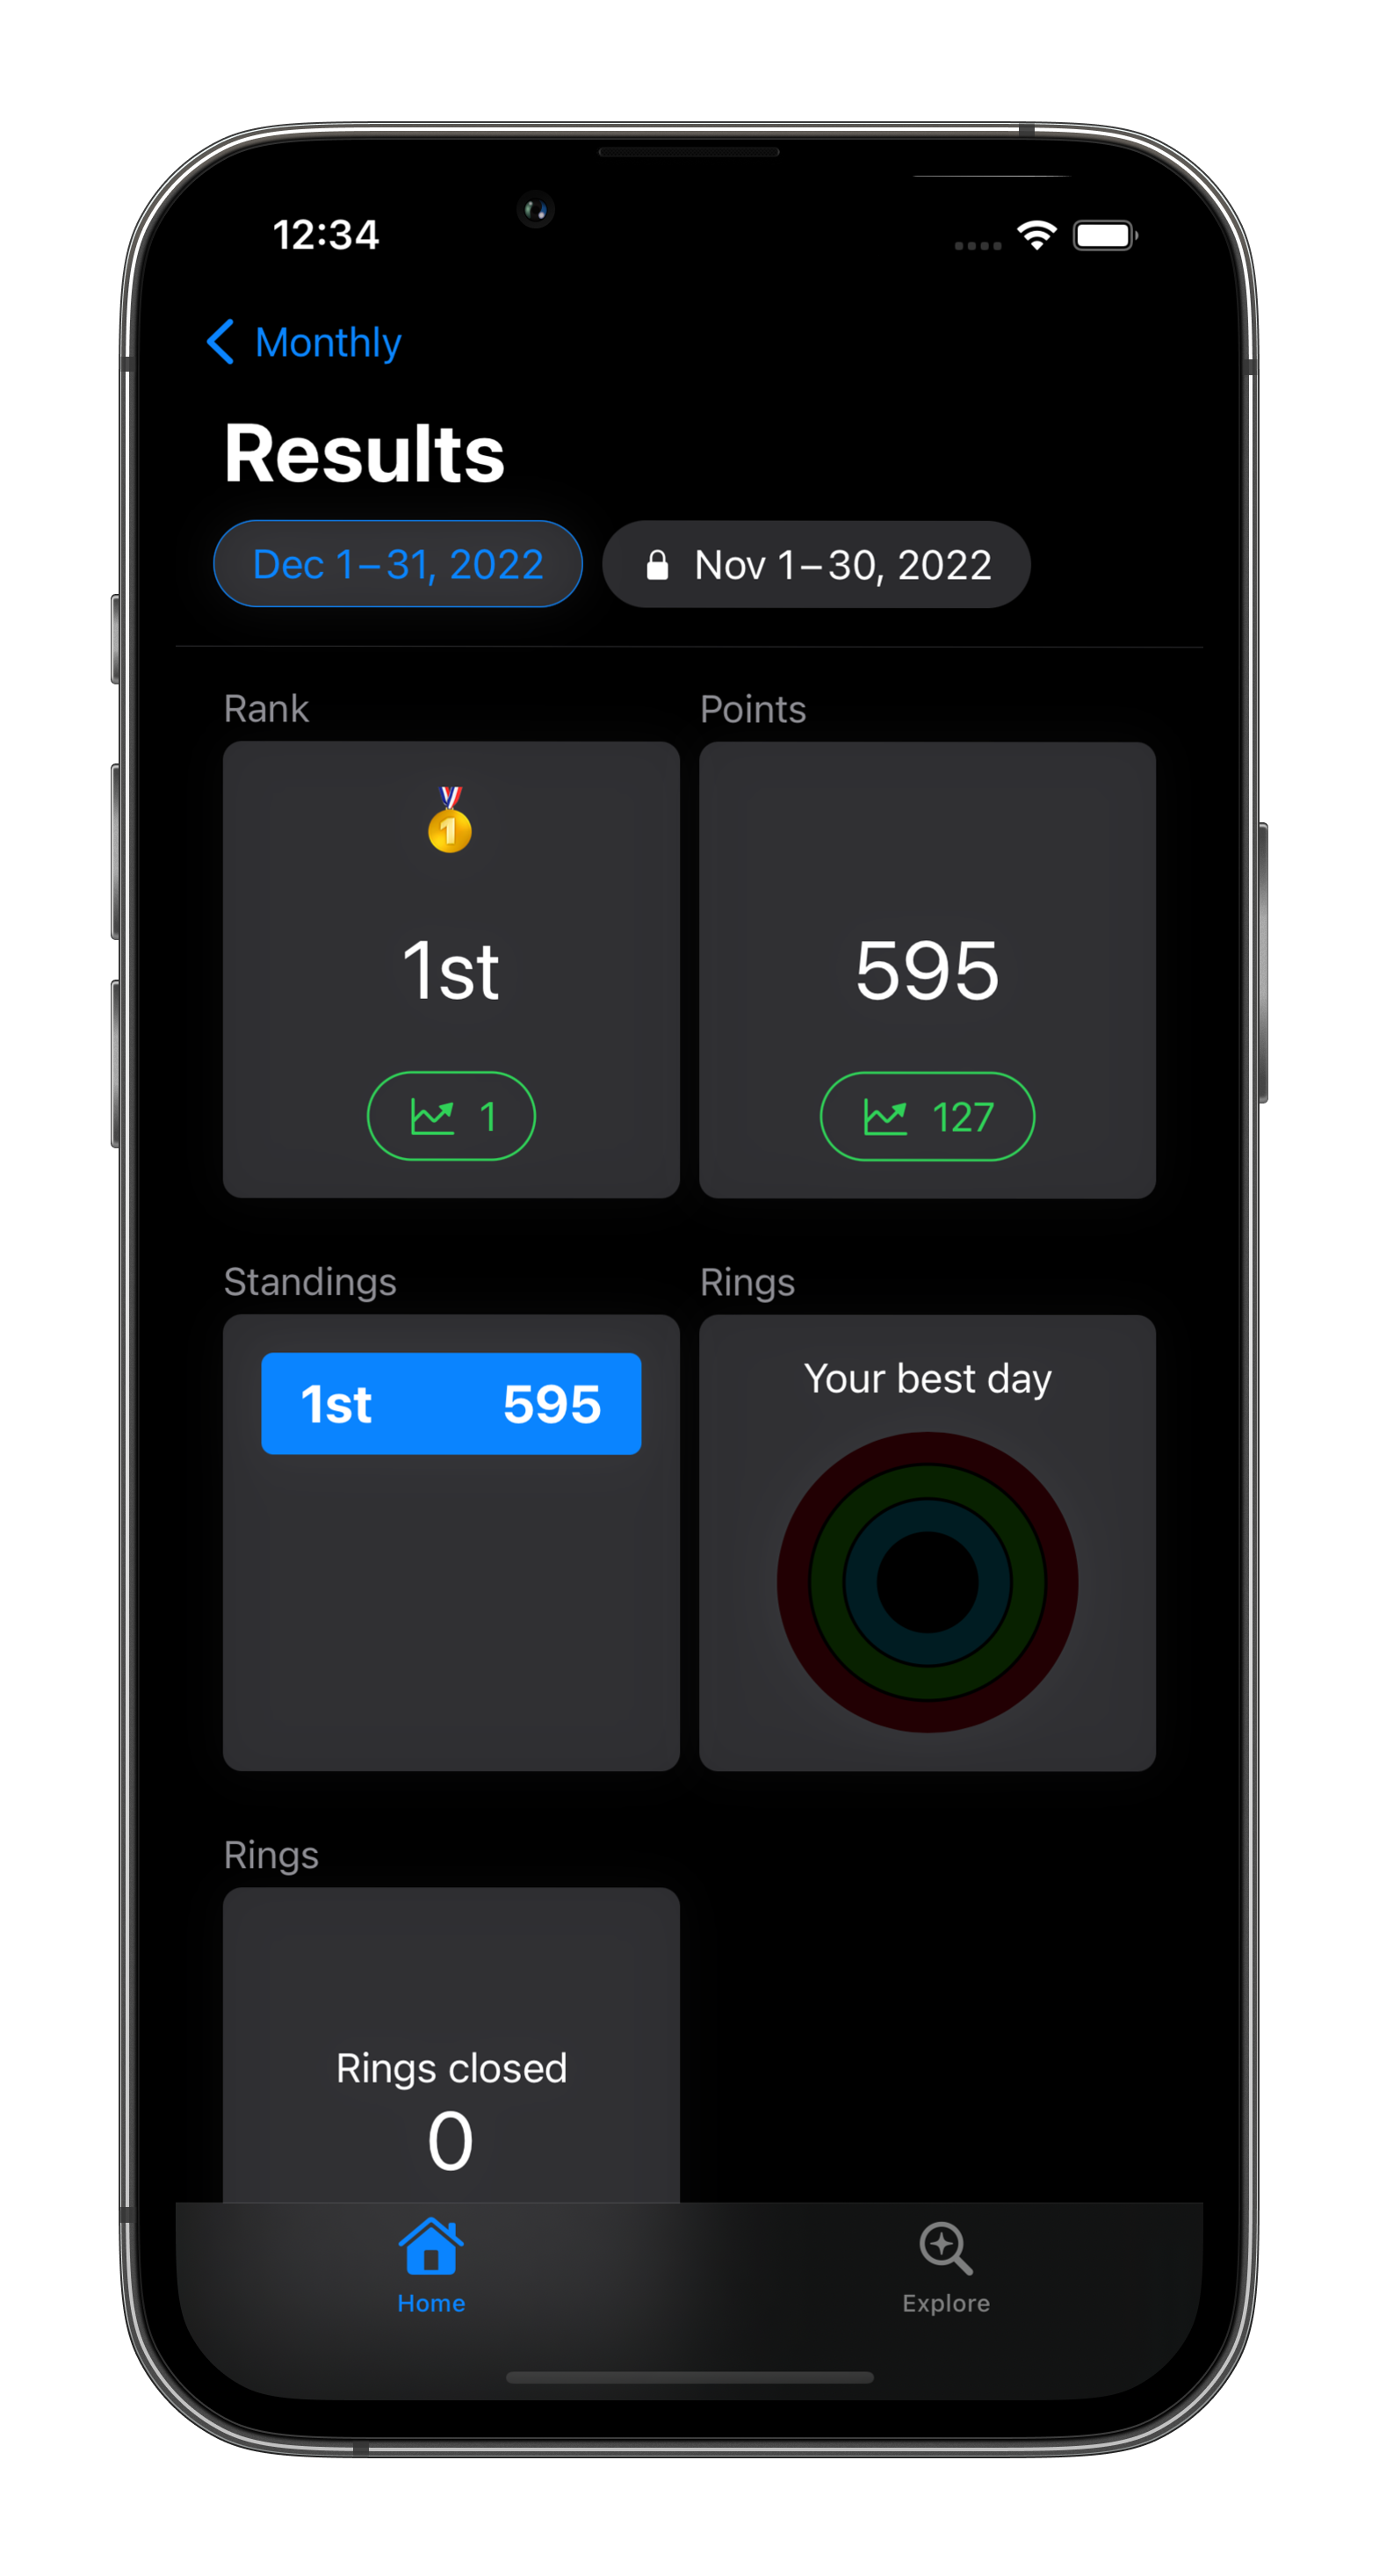 12:34
Monthly
Results
Dec 1–31, 2022
Nov 1–30, 2022
Rank
Points
1
1st
595
1
127
Standings
Rings
1st 595
Your best day
Rings
Rings closed
0
Home
Explore